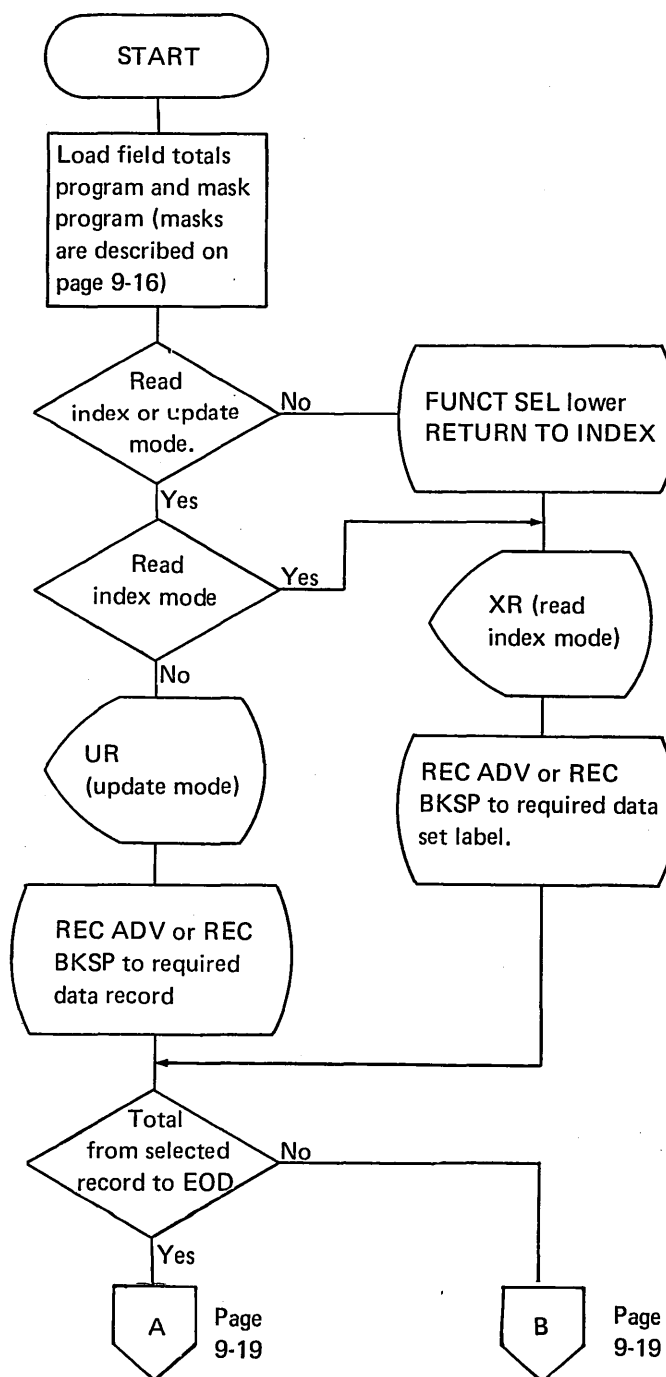 START
Load field totals
program and mask
program (masks
are described on
page 9-16)
Read
index or update
mode.
No
FUNCT SEL lower
RETURN TO INDEX
Yes
Read
index mode
Yes
XR (read
index mode)
No
UR
(update mode)
REC ADV or REC
BKSP to required data
set label.
REC ADV or REC
BKSP to required
data record
Total
from selected
record to EOD
No
Yes
A
Page
9-19
B
Page
9-19